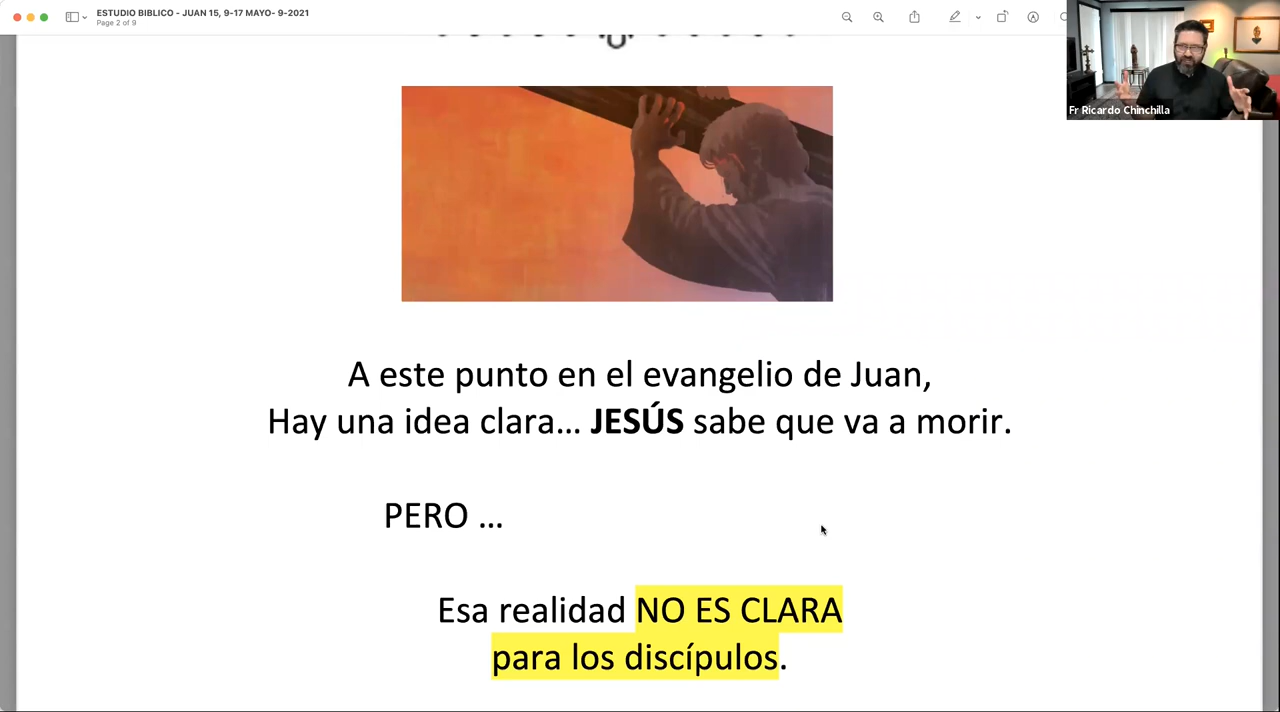 ESTUDIO BIBLICO - JUAN 15, 9-17 MAYO- 9-2021
Page 2 of 9
Fr Ricardo Chinchilla
A este punto en el evangelio de Juan,
Hay una idea clara... JESÚS sabe que va a morir.
PERO ...
Esa realidad NO ES CLARA
para los discípulos.